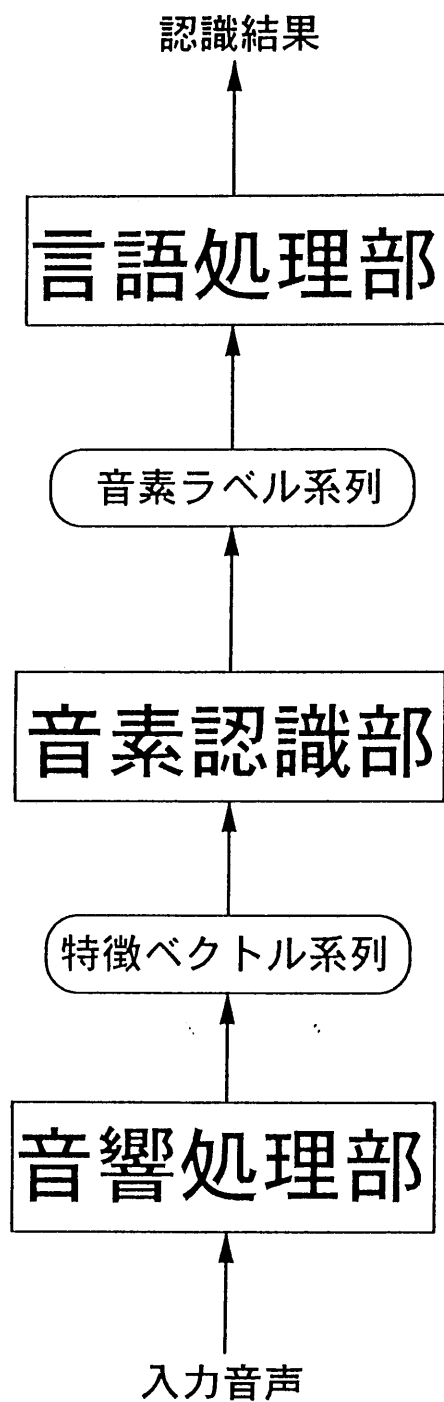 認識結果
言語処理部
音素ラベル系列
音素認識部
特徴ベクトル系列
音響処理部
入力音声